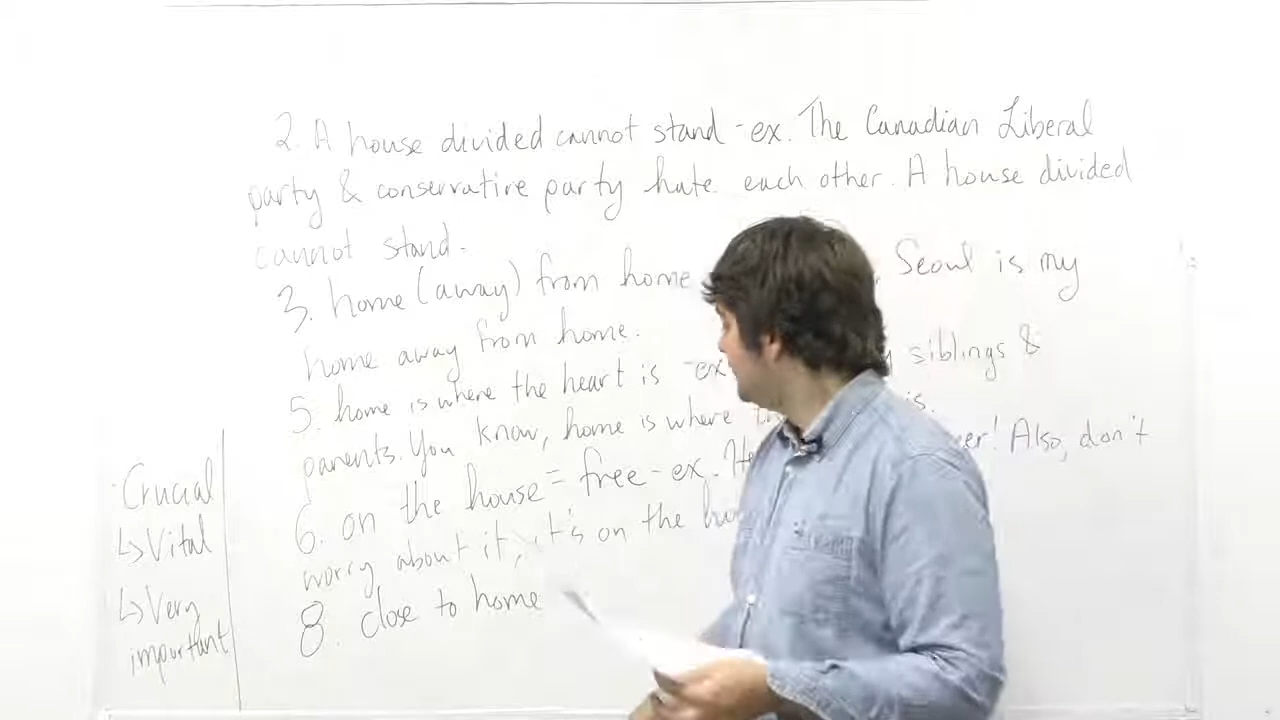 2. A house divided cannot stand - ex. The Canadian Liberal
party & conservative party hate each other. A house divided
cannot stand.
3. home (away) from home Seoul is my
home away from home.
5. home is where the heart is - ex siblings &
parents. You know, home is where is.
6. on the house = free - ex. Also, don't
worry about it, it's on the
8. close to home
Crucial
↳ Vital
↳ Very
important